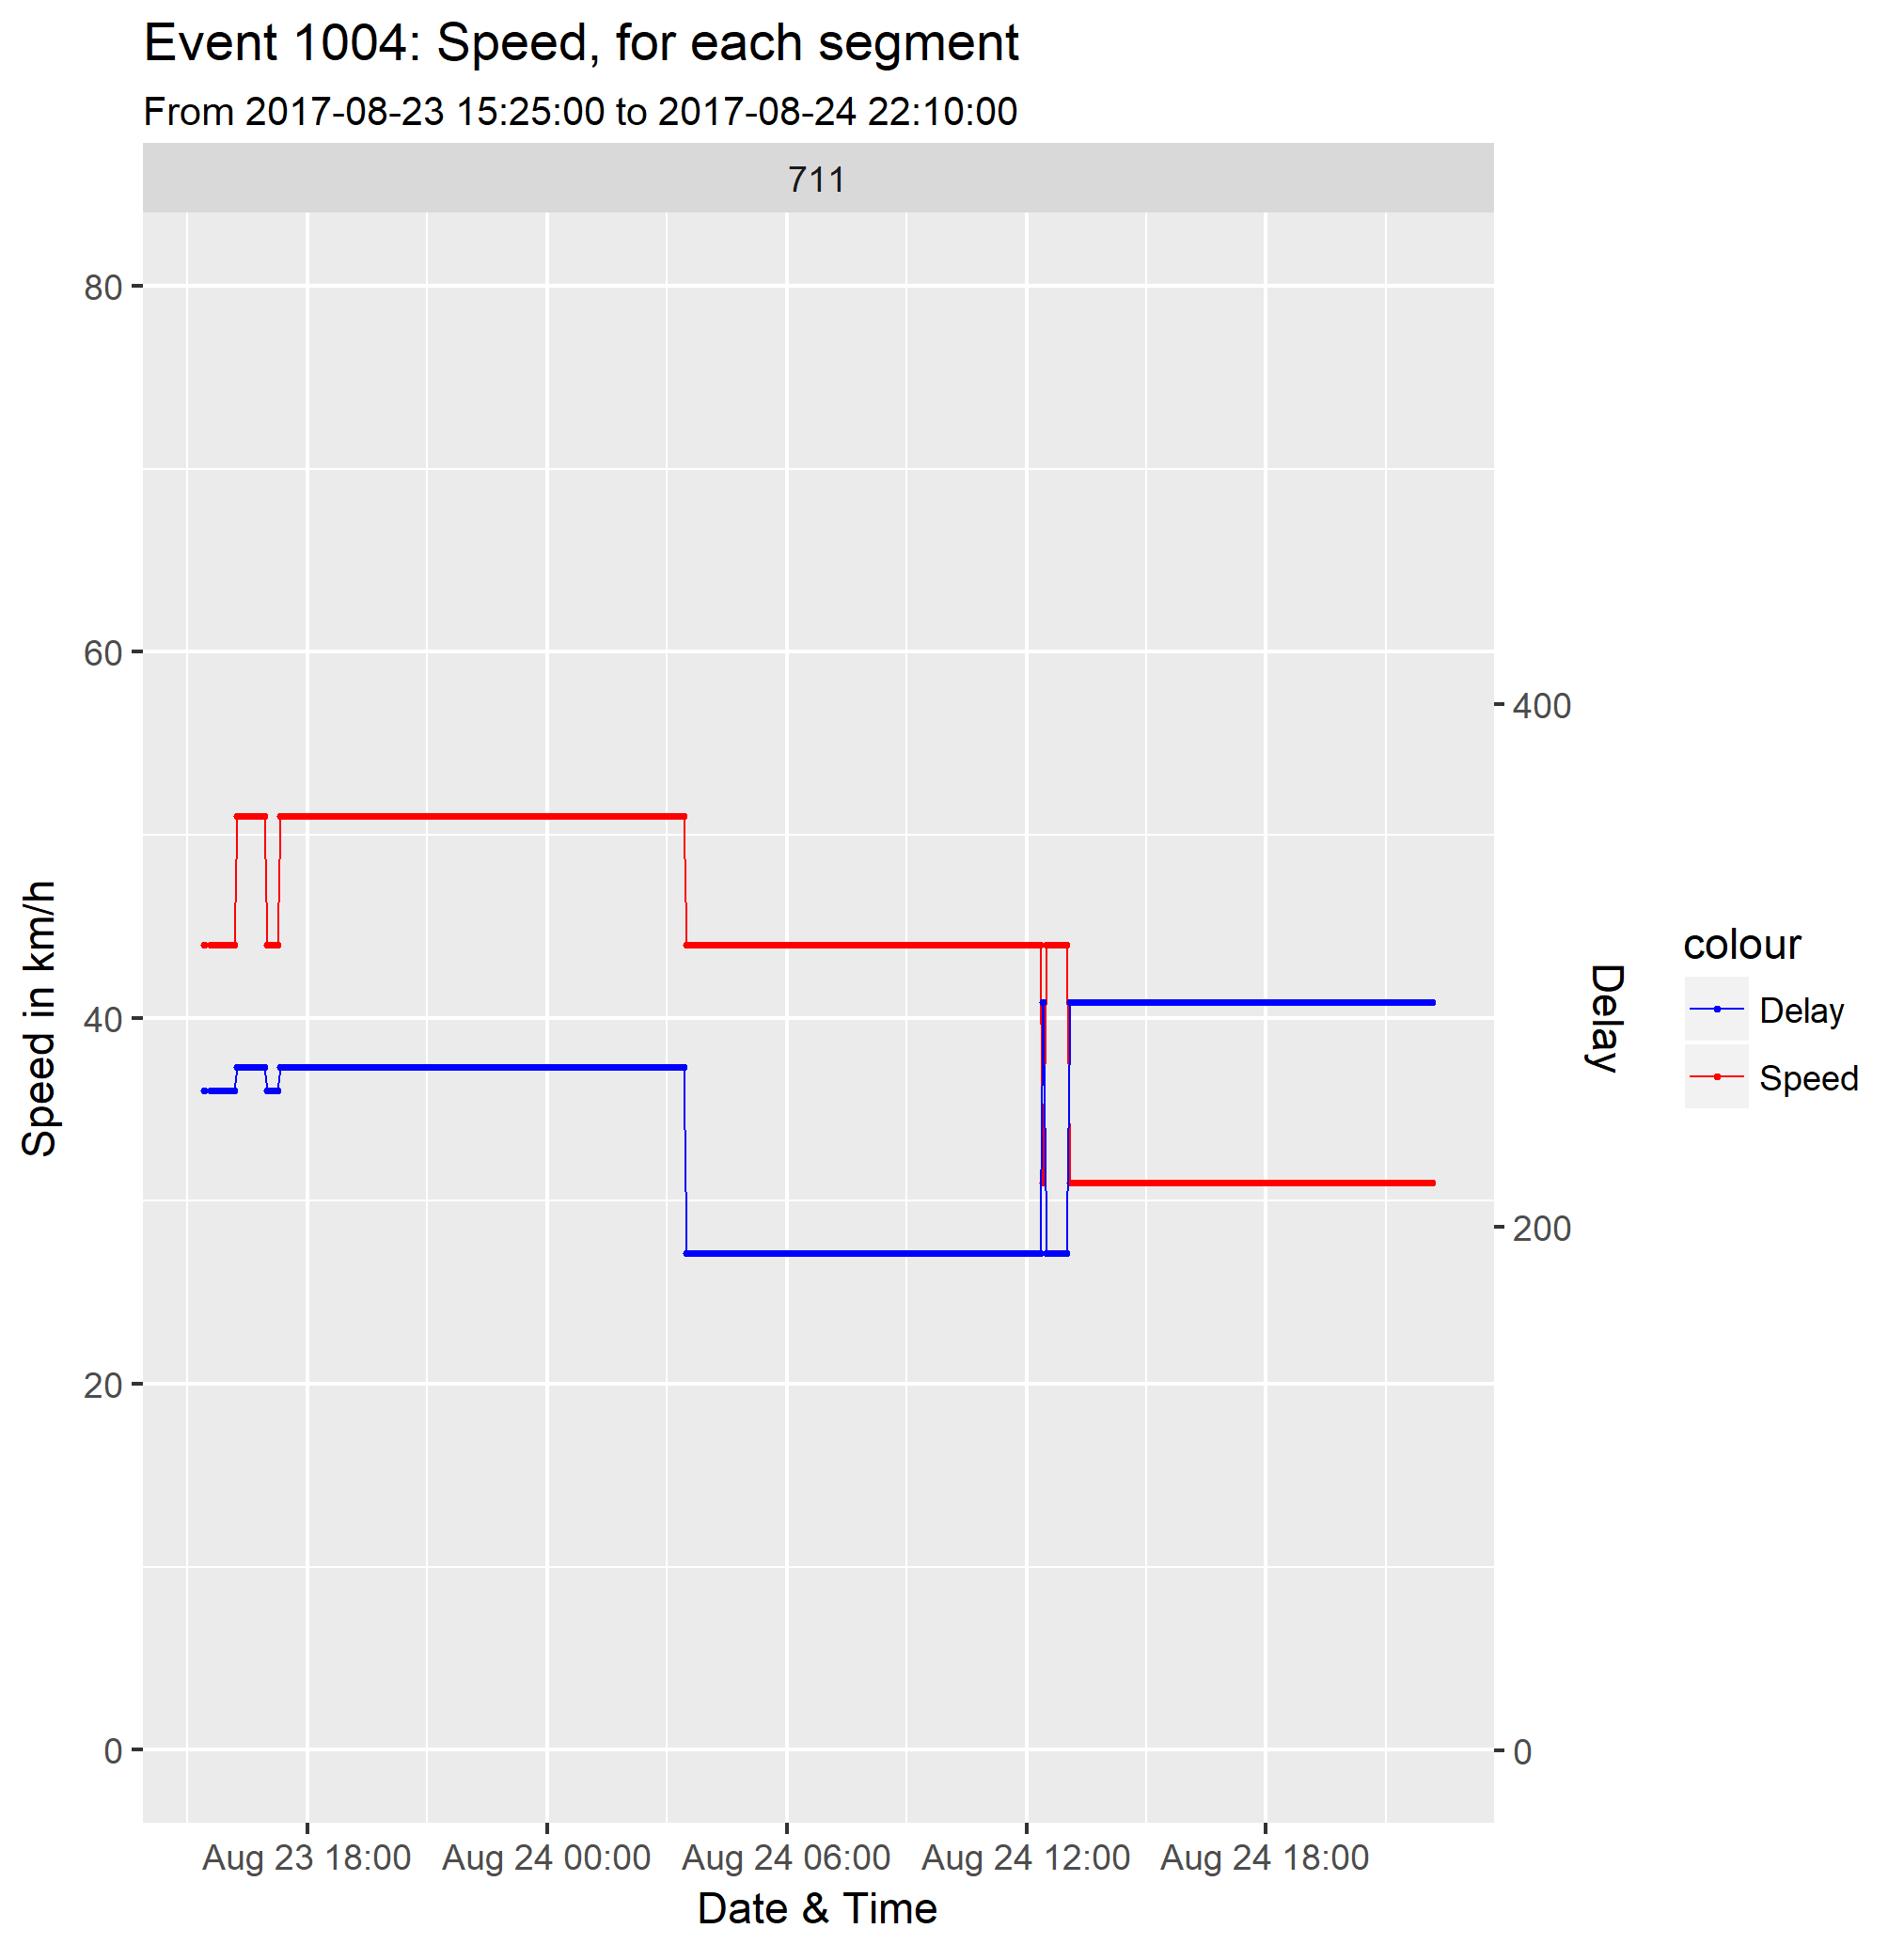 Event 1004: Speed, for each segment
From 2017-08-23 15:25:00 to 2017-08-24 22:10:00
711
80
60
40
20
0
Speed in km/h
400
200
0
Delay
colour
Delay
Speed
Aug 23 18:00 Aug 24 00:00 Aug 24 06:00 Aug 24 12:00 Aug 24 18:00
Date & Time